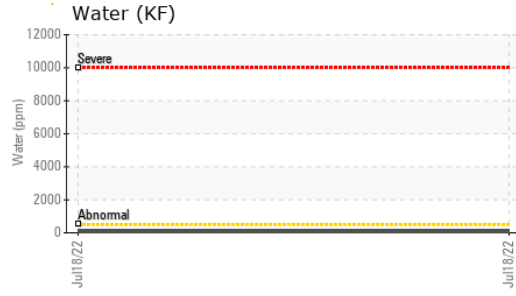 Water (KF)
12000
Severe
10000
8000
6000
Water (ppm)
4000
2000
Abnormal
0
Jul18/22
Jul18/22